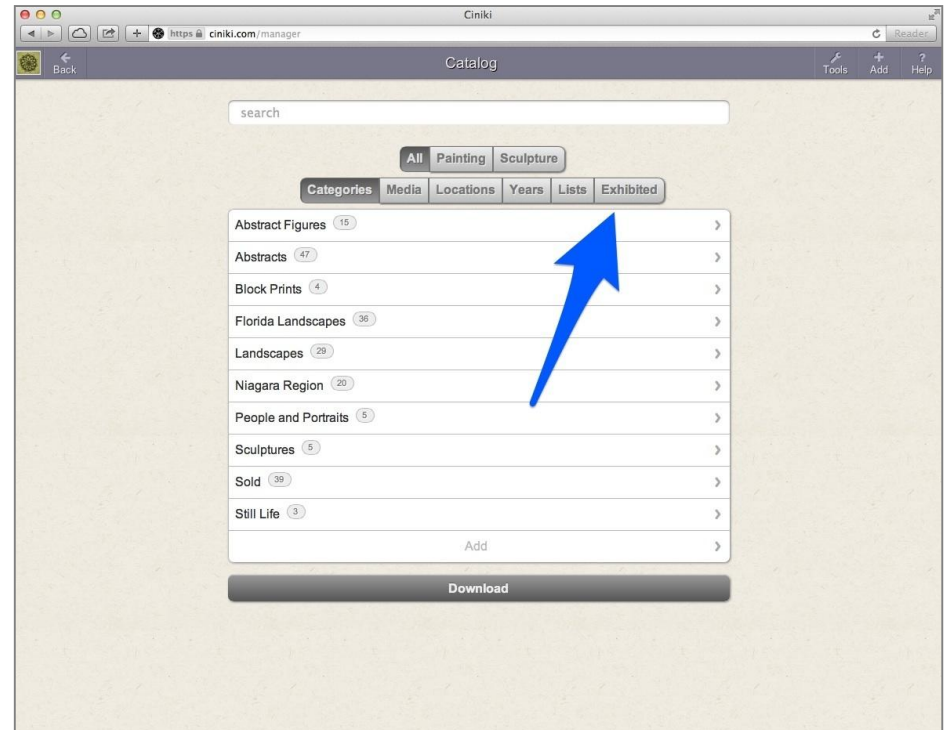 Ciniki
https ciniki.com/manager Reader
Back Catalog Tools Add Help
search
All Painting Sculpture
Categories Media Locations Years Lists Exhibited
Abstract Figures 15
Abstracts 47
Block Prints 4
Florida Landscapes 36
Landscapes 29
Niagara Region 20
People and Portraits 5
Sculptures 5
Sold 39
Still Life 3
Add
Download